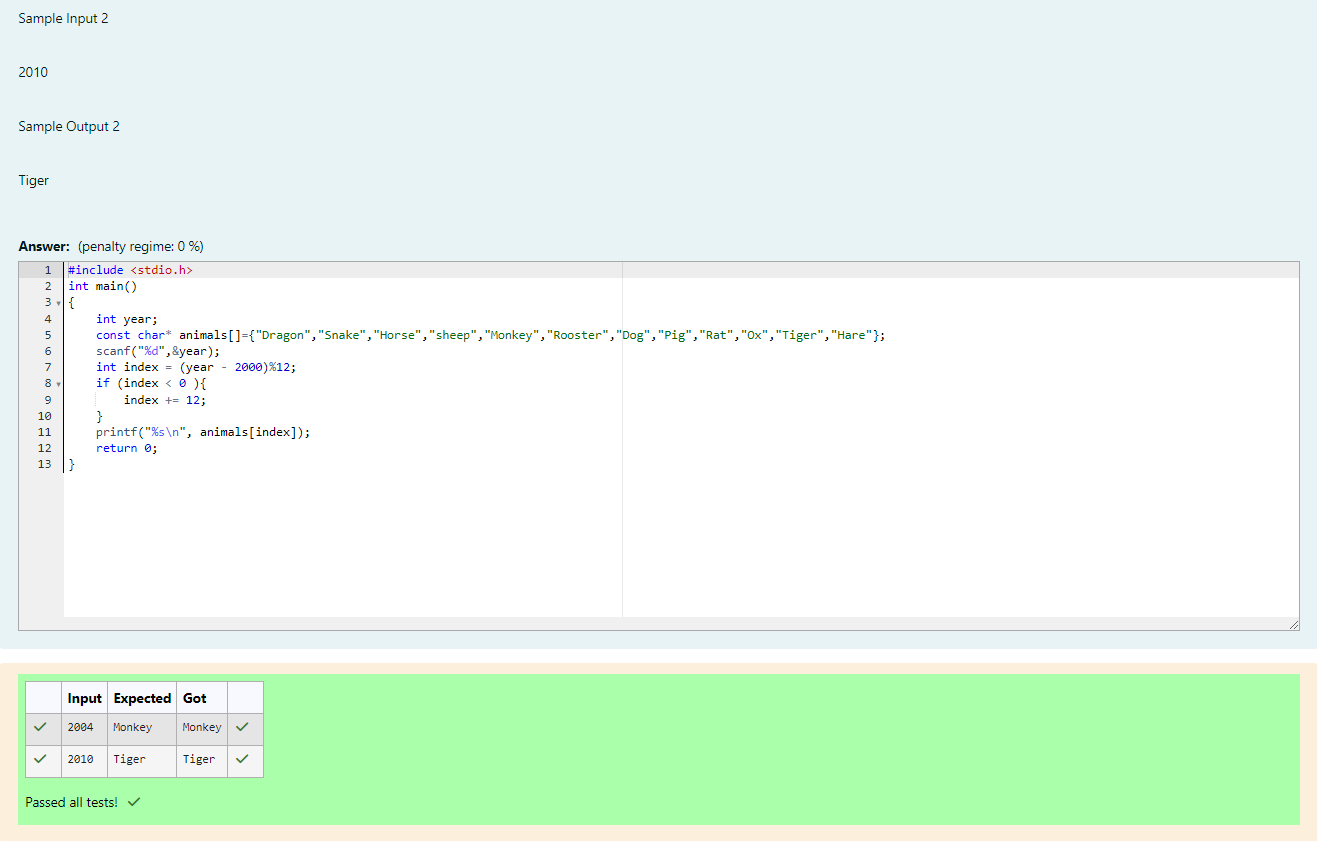 Sample Input 2
2010
Sample Output 2
Tiger
Answer: (penalty regime: 0 %)
1 #include <stdio.h>
2 int main()
3 {
4     int year;
5     const char* animals[]={"Dragon","Snake","Horse","sheep","Monkey","Rooster","Dog","Pig","Rat","Ox","Tiger","Hare"};
6     scanf("%d",&year);
7     int index = (year - 2000)%12;
8     if (index < 0 ){
9         index += 12;
10     }
11     printf("%s\n", animals[index]);
12     return 0;
13 }
Input Expected Got
2004 Monkey Monkey
2010 Tiger Tiger
Passed all tests!